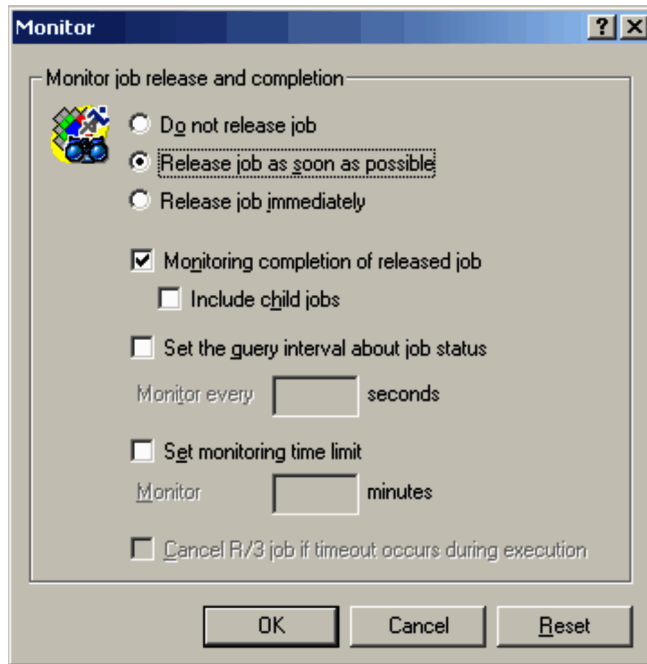 Monitor
Monitor job release and completion
Do not release job
Release job as soon as possible
Release job immediately
Monitoring completion of released job
Include child jobs
Set the query interval about job status
Monitor every seconds
Set monitoring time limit
Monitor minutes
Cancel R/3 job if timeout occurs during execution
OK Cancel Reset